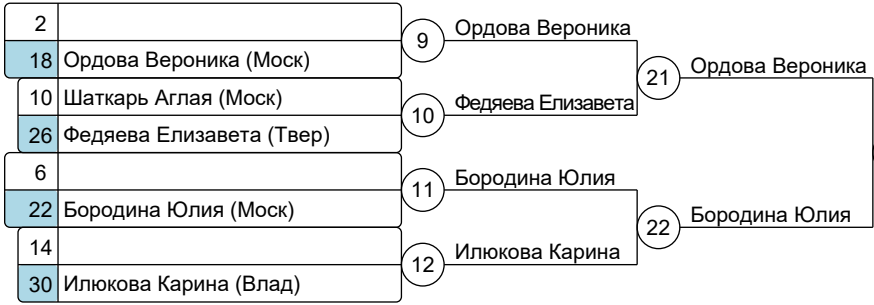 2
18 Ордова Вероника (Моск)
10 Шаткарь Аглая (Моск)
26 Федяева Елизавета (Твер)
6
22 Бородина Юлия (Моск)
14
30 Илюкова Карина (Влад)
9 Ордова Вероника
10 Федяева Елизавета
11 Бородина Юлия
12 Илюкова Карина
21 Ордова Вероника
22 Бородина Юлия